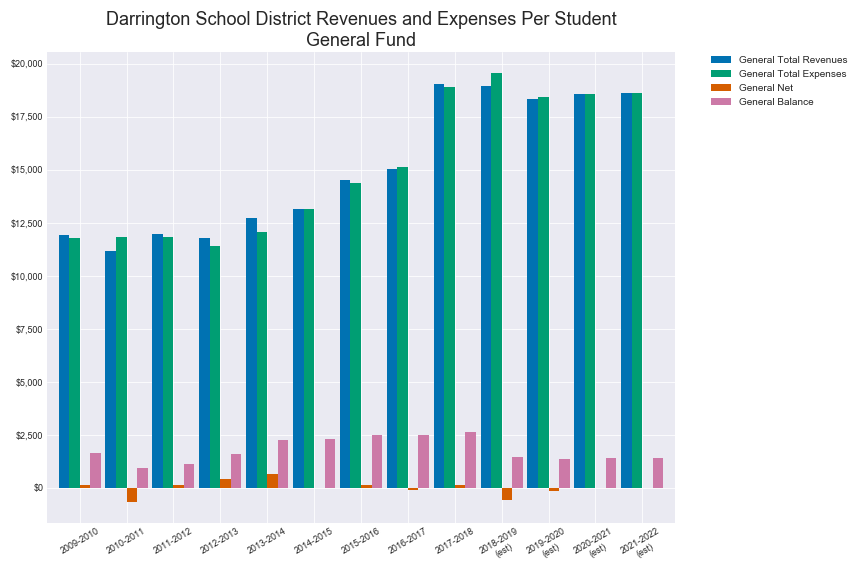 Darrington School District Revenues and Expenses Per Student
General Fund
General Total Revenues
General Total Expenses
General Net
General Balance
$20,000
$17,500
$15,000
$12,500
$10,000
$7,500
$5,000
$2,500
$0
2009-2010
2010-2011
2011-2012
2012-2013
2013-2014
2014-2015
2015-2016
2016-2017
2017-2018
2018-2019
(est)
2019-2020
(est)
2020-2021
(est)
2021-2022
(est)